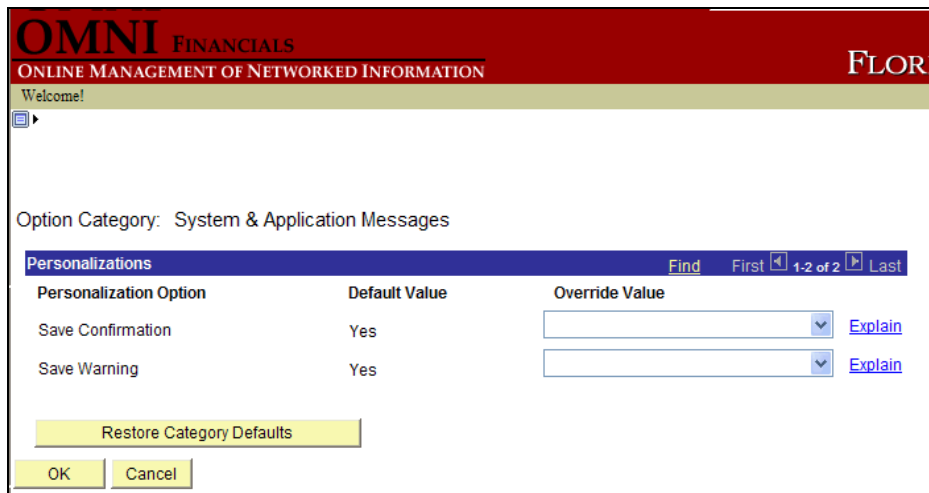 OMNI FINANCIALS
ONLINE MANAGEMENT OF NETWORKED INFORMATION
FLOR
Welcome!
Option Category: System & Application Messages
Personalizations Find First 1-2 of 2 Last
Personalization Option Default Value Override Value
Save Confirmation Yes Explain
Save Warning Yes Explain
Restore Category Defaults
OK Cancel